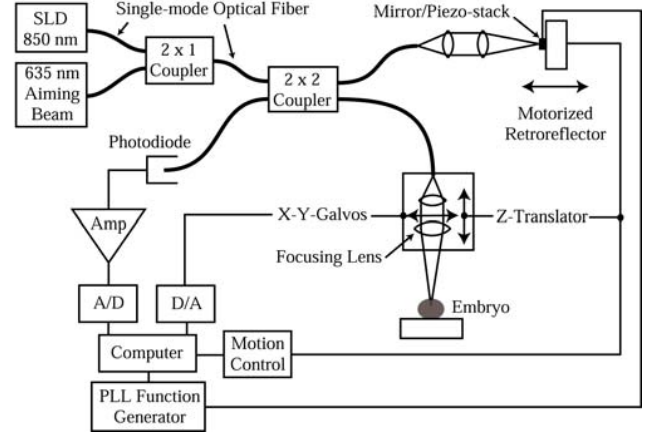 SLD
850 nm
Single-mode Optical Fiber
Mirror/Piezo-stack
2 x 1
Coupler
635 nm
Aiming
Beam
2 x 2
Coupler
Motorized
Retroreflector
Photodiode
Amp
X-Y-Galvos
Z-Translator
Focusing Lens
A/D
D/A
Embryo
Computer
Motion
Control
PLL Function
Generator